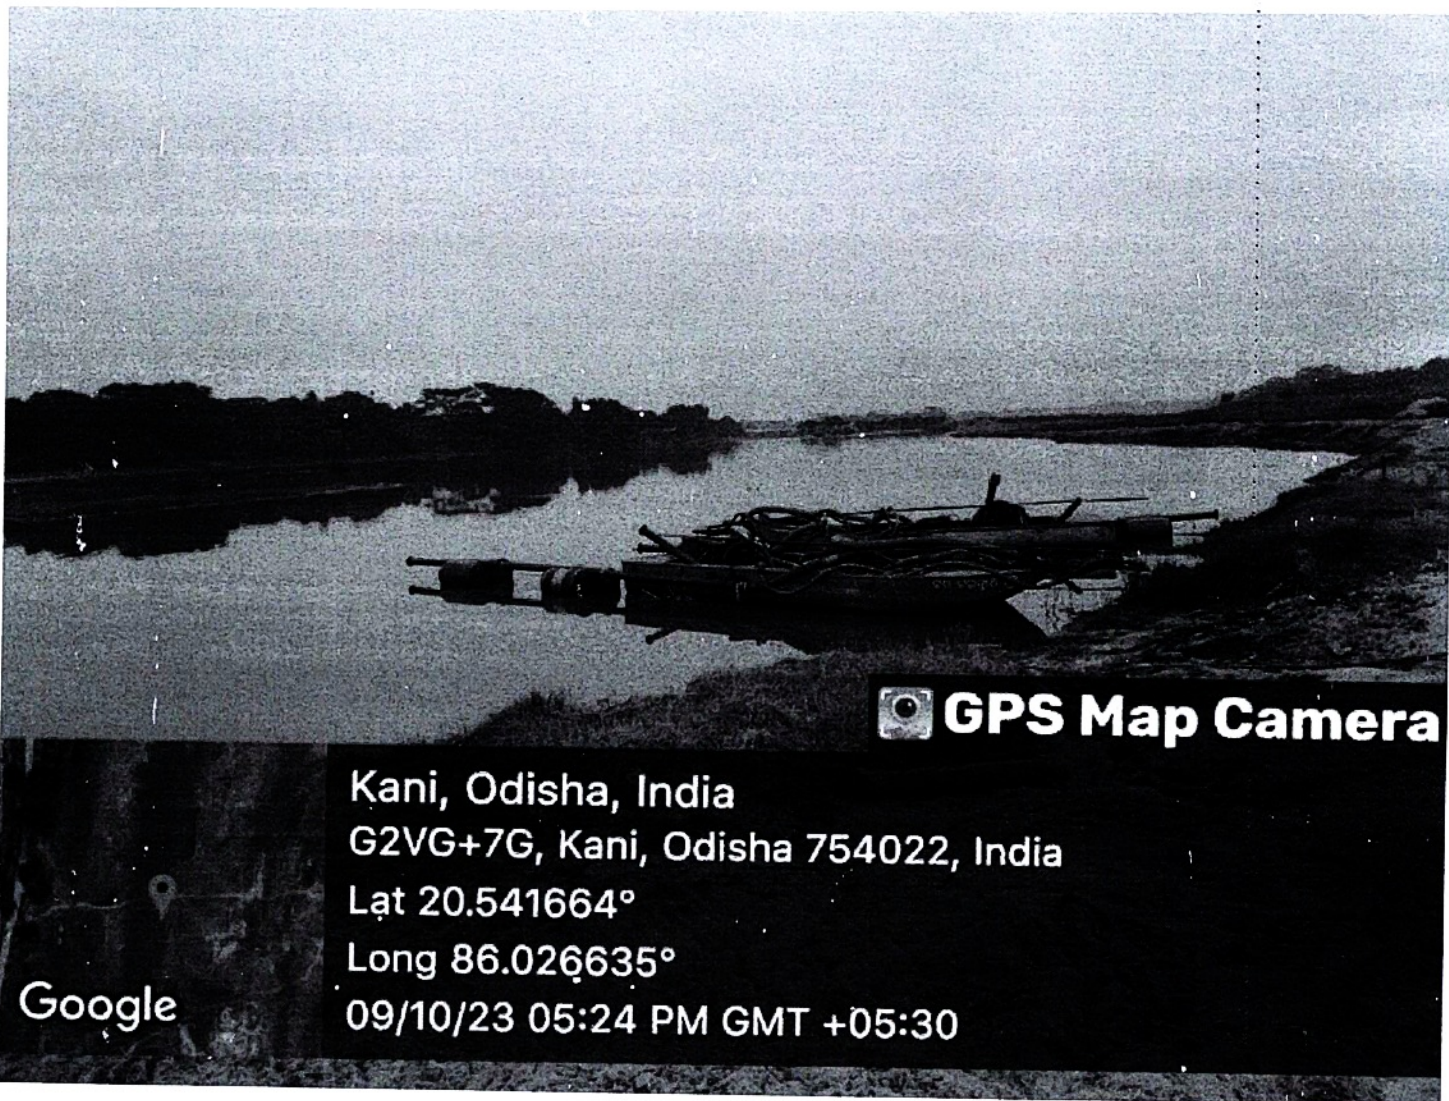 GPS Map Camera
Kani, Odisha, India
G2VG+7G, Kani, Odisha 754022, India
Lat 20.541664°
Long 86.026635°
09/10/23 05:24 PM GMT +05:30
Google